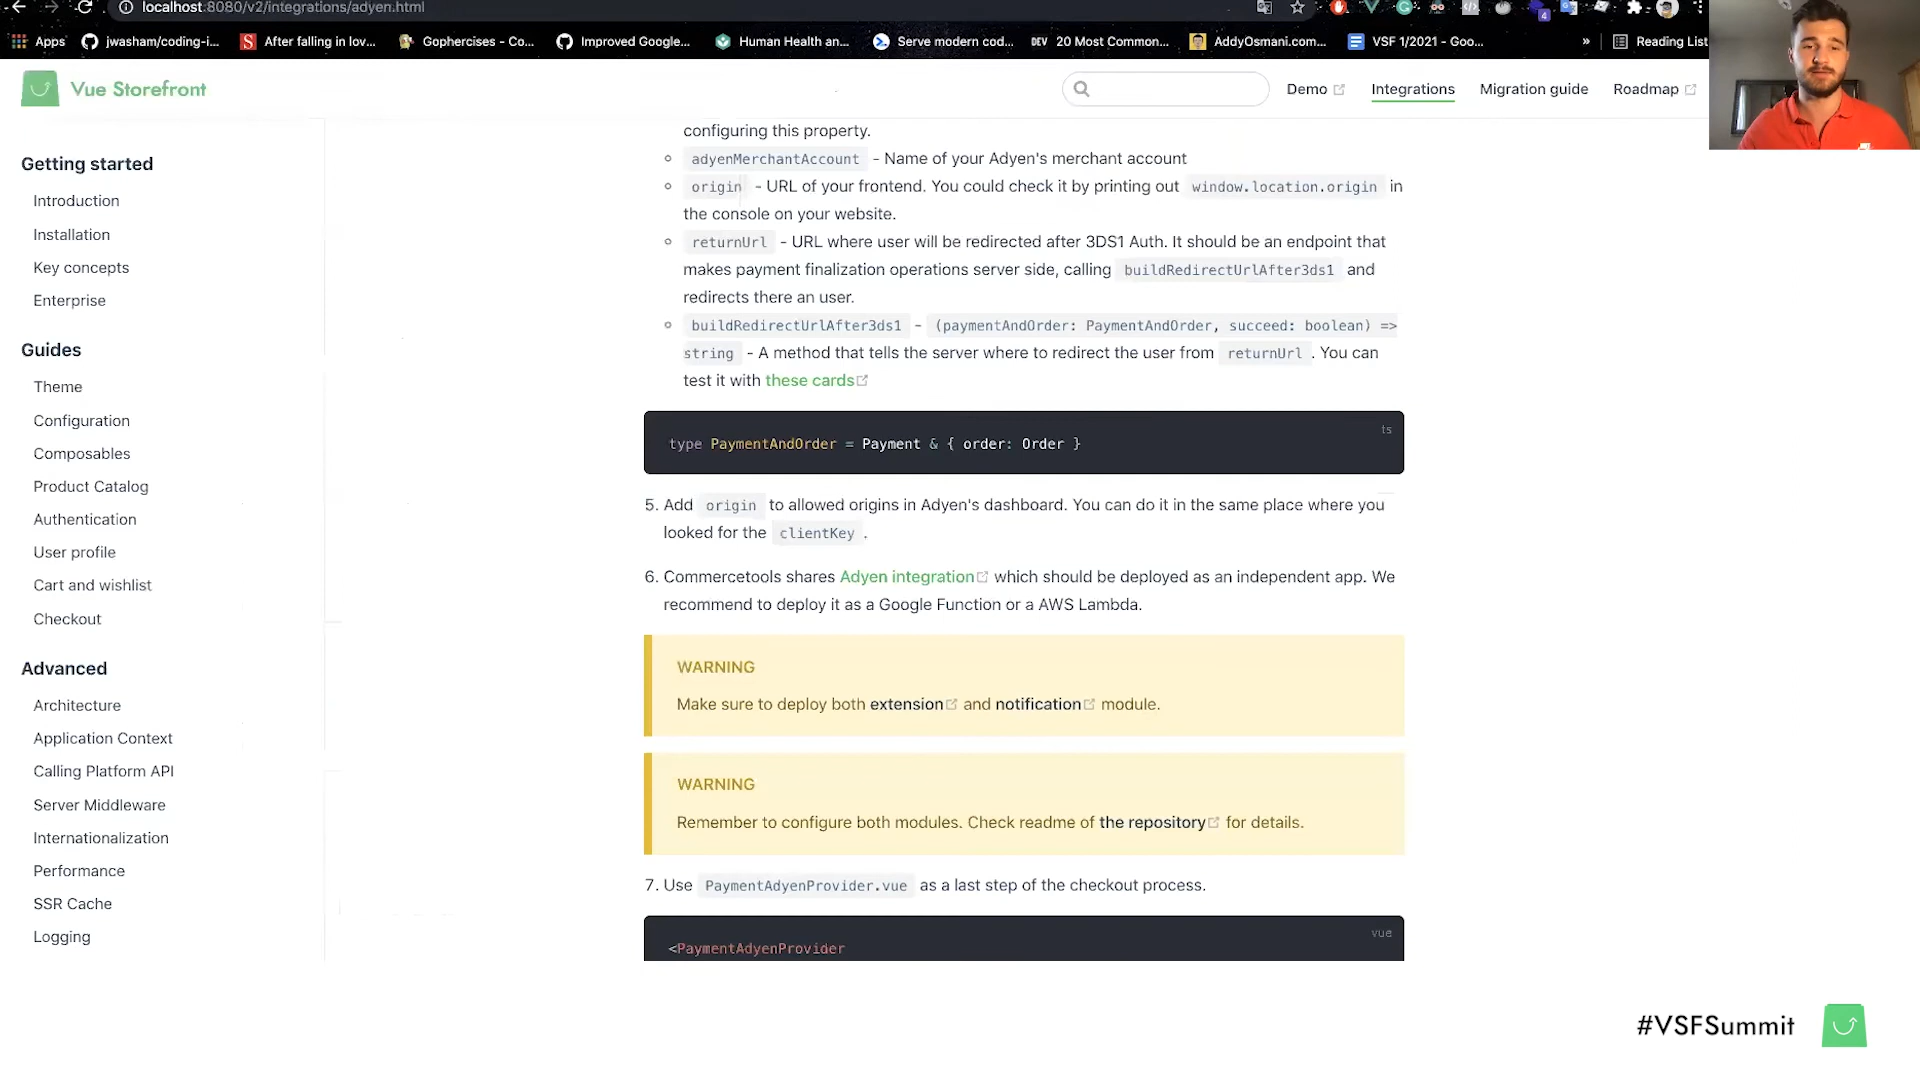 localhost:8080/v2/integrations/adyen.html
4
Apps
jwasham/coding-i...
After falling in lov...
Gophercises - Co...
Improved Google...
Human Health an...
Serve modern cod...
DEV 20 Most Common...
AddyOsmani.com...
VSF 1/2021 - Goo...
»
Reading List
Vue Storefront
Demo
Integrations
Migration guide
Roadmap
Getting started
Introduction
Installation
Key concepts
Enterprise
Guides
Theme
Configuration
Composables
Product Catalog
Authentication
User profile
Cart and wishlist
Checkout
Advanced
Architecture
Application Context
Calling Platform API
Server Middleware
Internationalization
Performance
SSR Cache
Logging
configuring this property.
adyenMerchantAccount - Name of your Adyen's merchant account
origin - URL of your frontend. You could check it by printing out window.location.origin in
the console on your website.
returnUrl - URL where user will be redirected after 3DS1 Auth. It should be an endpoint that
makes payment finalization operations server side, calling buildRedirectUrlAfter3ds1 and
redirects there an user.
buildRedirectUrlAfter3ds1 - (paymentAndOrder: PaymentAndOrder, succeed: boolean) =>
string - A method that tells the server where to redirect the user from returnUrl . You can
test it with these cards
ts
type PaymentAndOrder = Payment & { order: Order }
5. Add origin to allowed origins in Adyen's dashboard. You can do it in the same place where you
looked for the clientKey .
6. Commercetools shares Adyen integration which should be deployed as an independent app. We
recommend to deploy it as a Google Function or a AWS Lambda.
WARNING
Make sure to deploy both extension and notification module.
WARNING
Remember to configure both modules. Check readme of the repository for details.
7. Use PaymentAdyenProvider.vue as a last step of the checkout process.
vue
<PaymentAdyenProvider
#VSFSummit